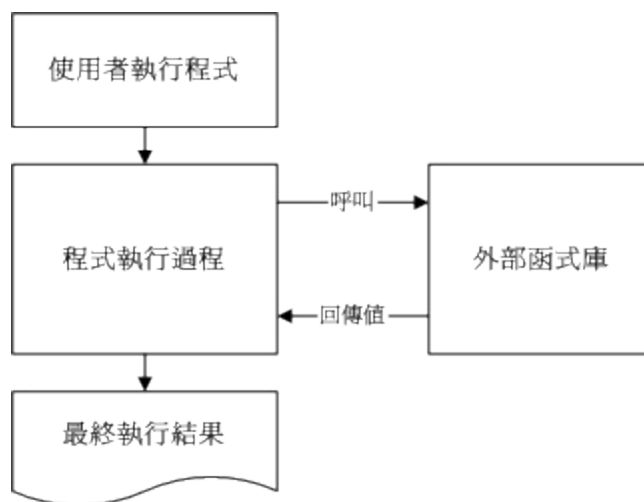 使用者執行程式
呼叫
程式執行過程
外部函式庫
回傳值
最終執行結果